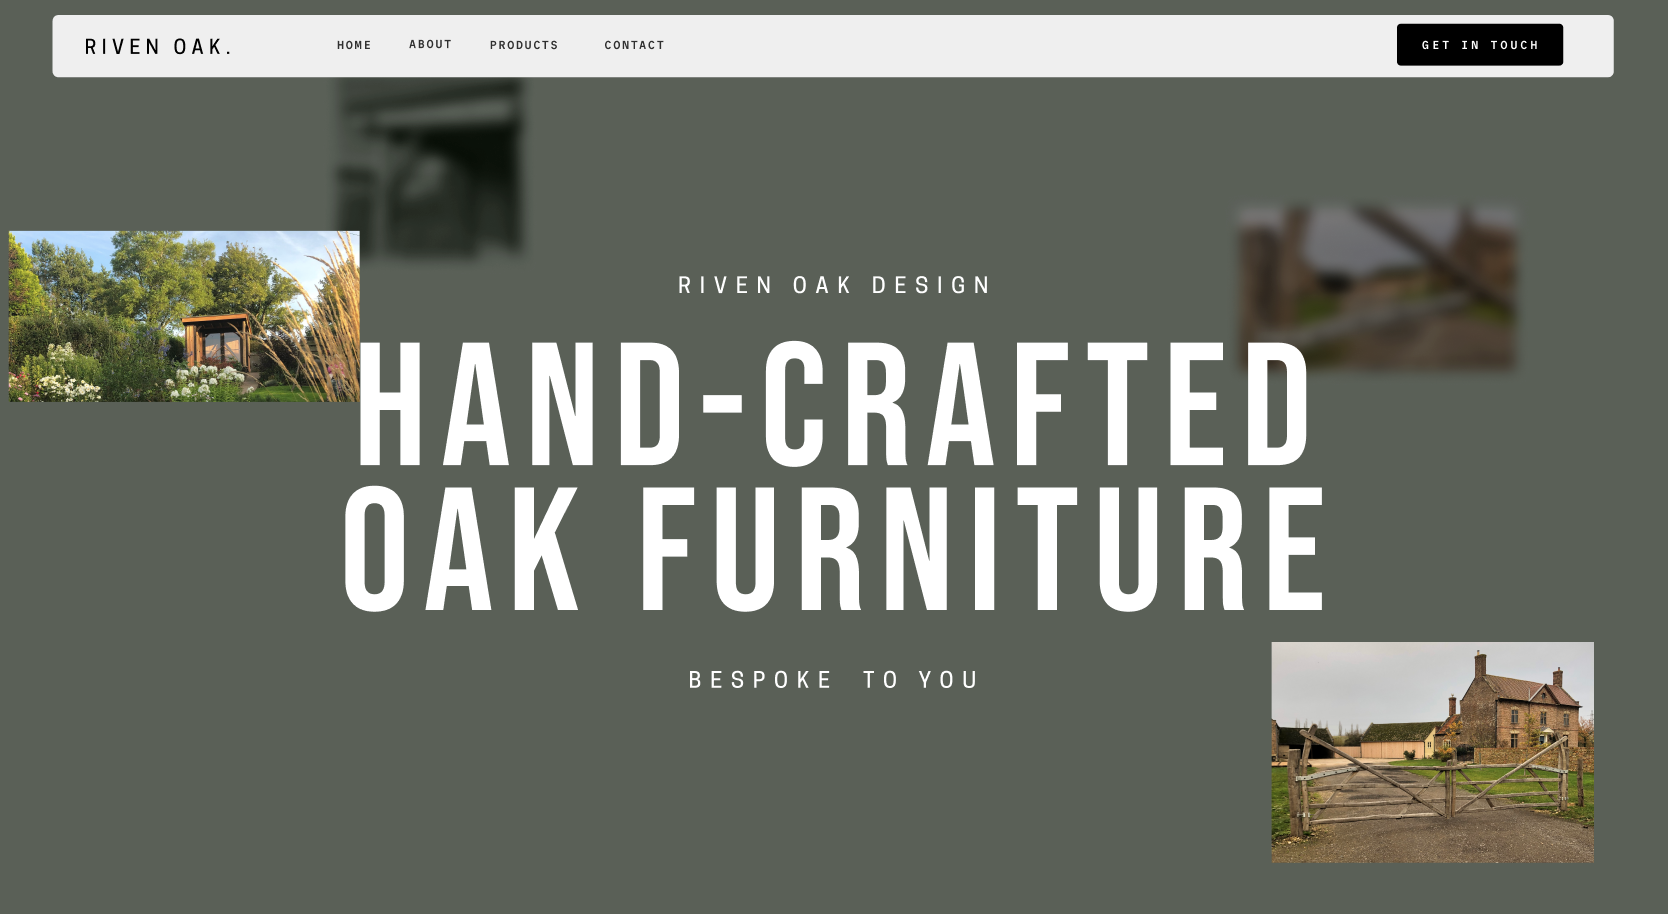 RIVEN OAK.
HOME ABOUT PRODUCTS CONTACT
GET IN TOUCH
RIVEN OAK DESIGN
HAND-CRAFTED
OAK FURNITURE
BESPOKE TO YOU